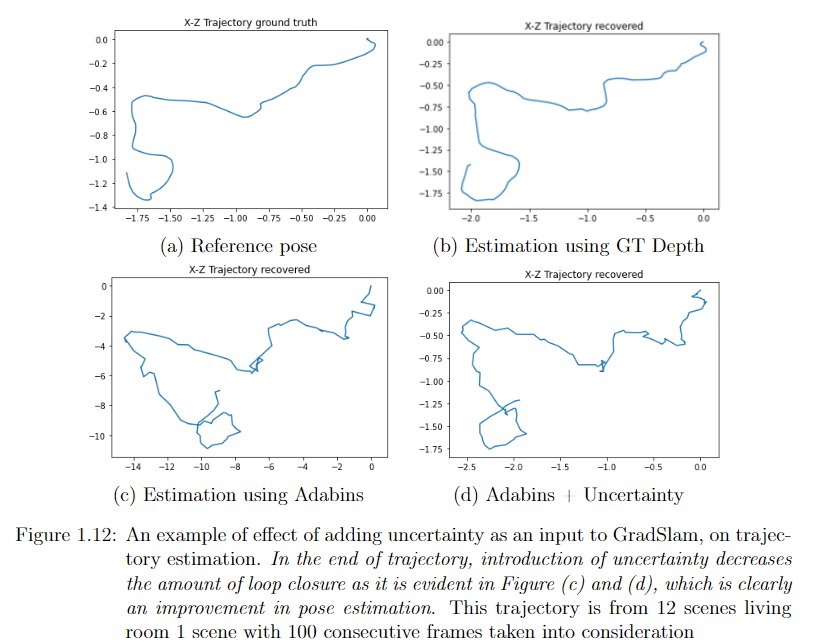 X-Z Trajectory ground truth
0.0
−0.2
−0.4
−0.6
−0.8
−1.0
−1.2
−1.4
−1.75 −1.50 −1.25 −1.00 −0.75 −0.50 −0.25 0.00
(a) Reference pose
X-Z Trajectory recovered
0.00
−0.25
−0.50
−0.75
−1.00
−1.25
−1.50
−1.75
−2.0 −1.5 −1.0 −0.5 0.0
(b) Estimation using GT Depth
X-Z Trajectory recovered
0
−2
−4
−6
−8
−10
−14 −12 −10 −8 −6 −4 −2 0
(c) Estimation using Adabins
X-Z Trajectory recovered
0.00
−0.25
−0.50
−0.75
−1.00
−1.25
−1.50
−1.75
−2.5 −2.0 −1.5 −1.0 −0.5 0.0
(d) Adabins + Uncertainty
Figure 1.12: An example of effect of adding uncertainty as an input to GradSlam, on trajec-
tory estimation. In the end of trajectory, introduction of uncertainty decreases
the amount of loop closure as it is evident in Figure (c) and (d), which is clearly
an improvement in pose estimation. This trajectory is from 12 scenes living
room 1 scene with 100 consecutive frames taken into consideration